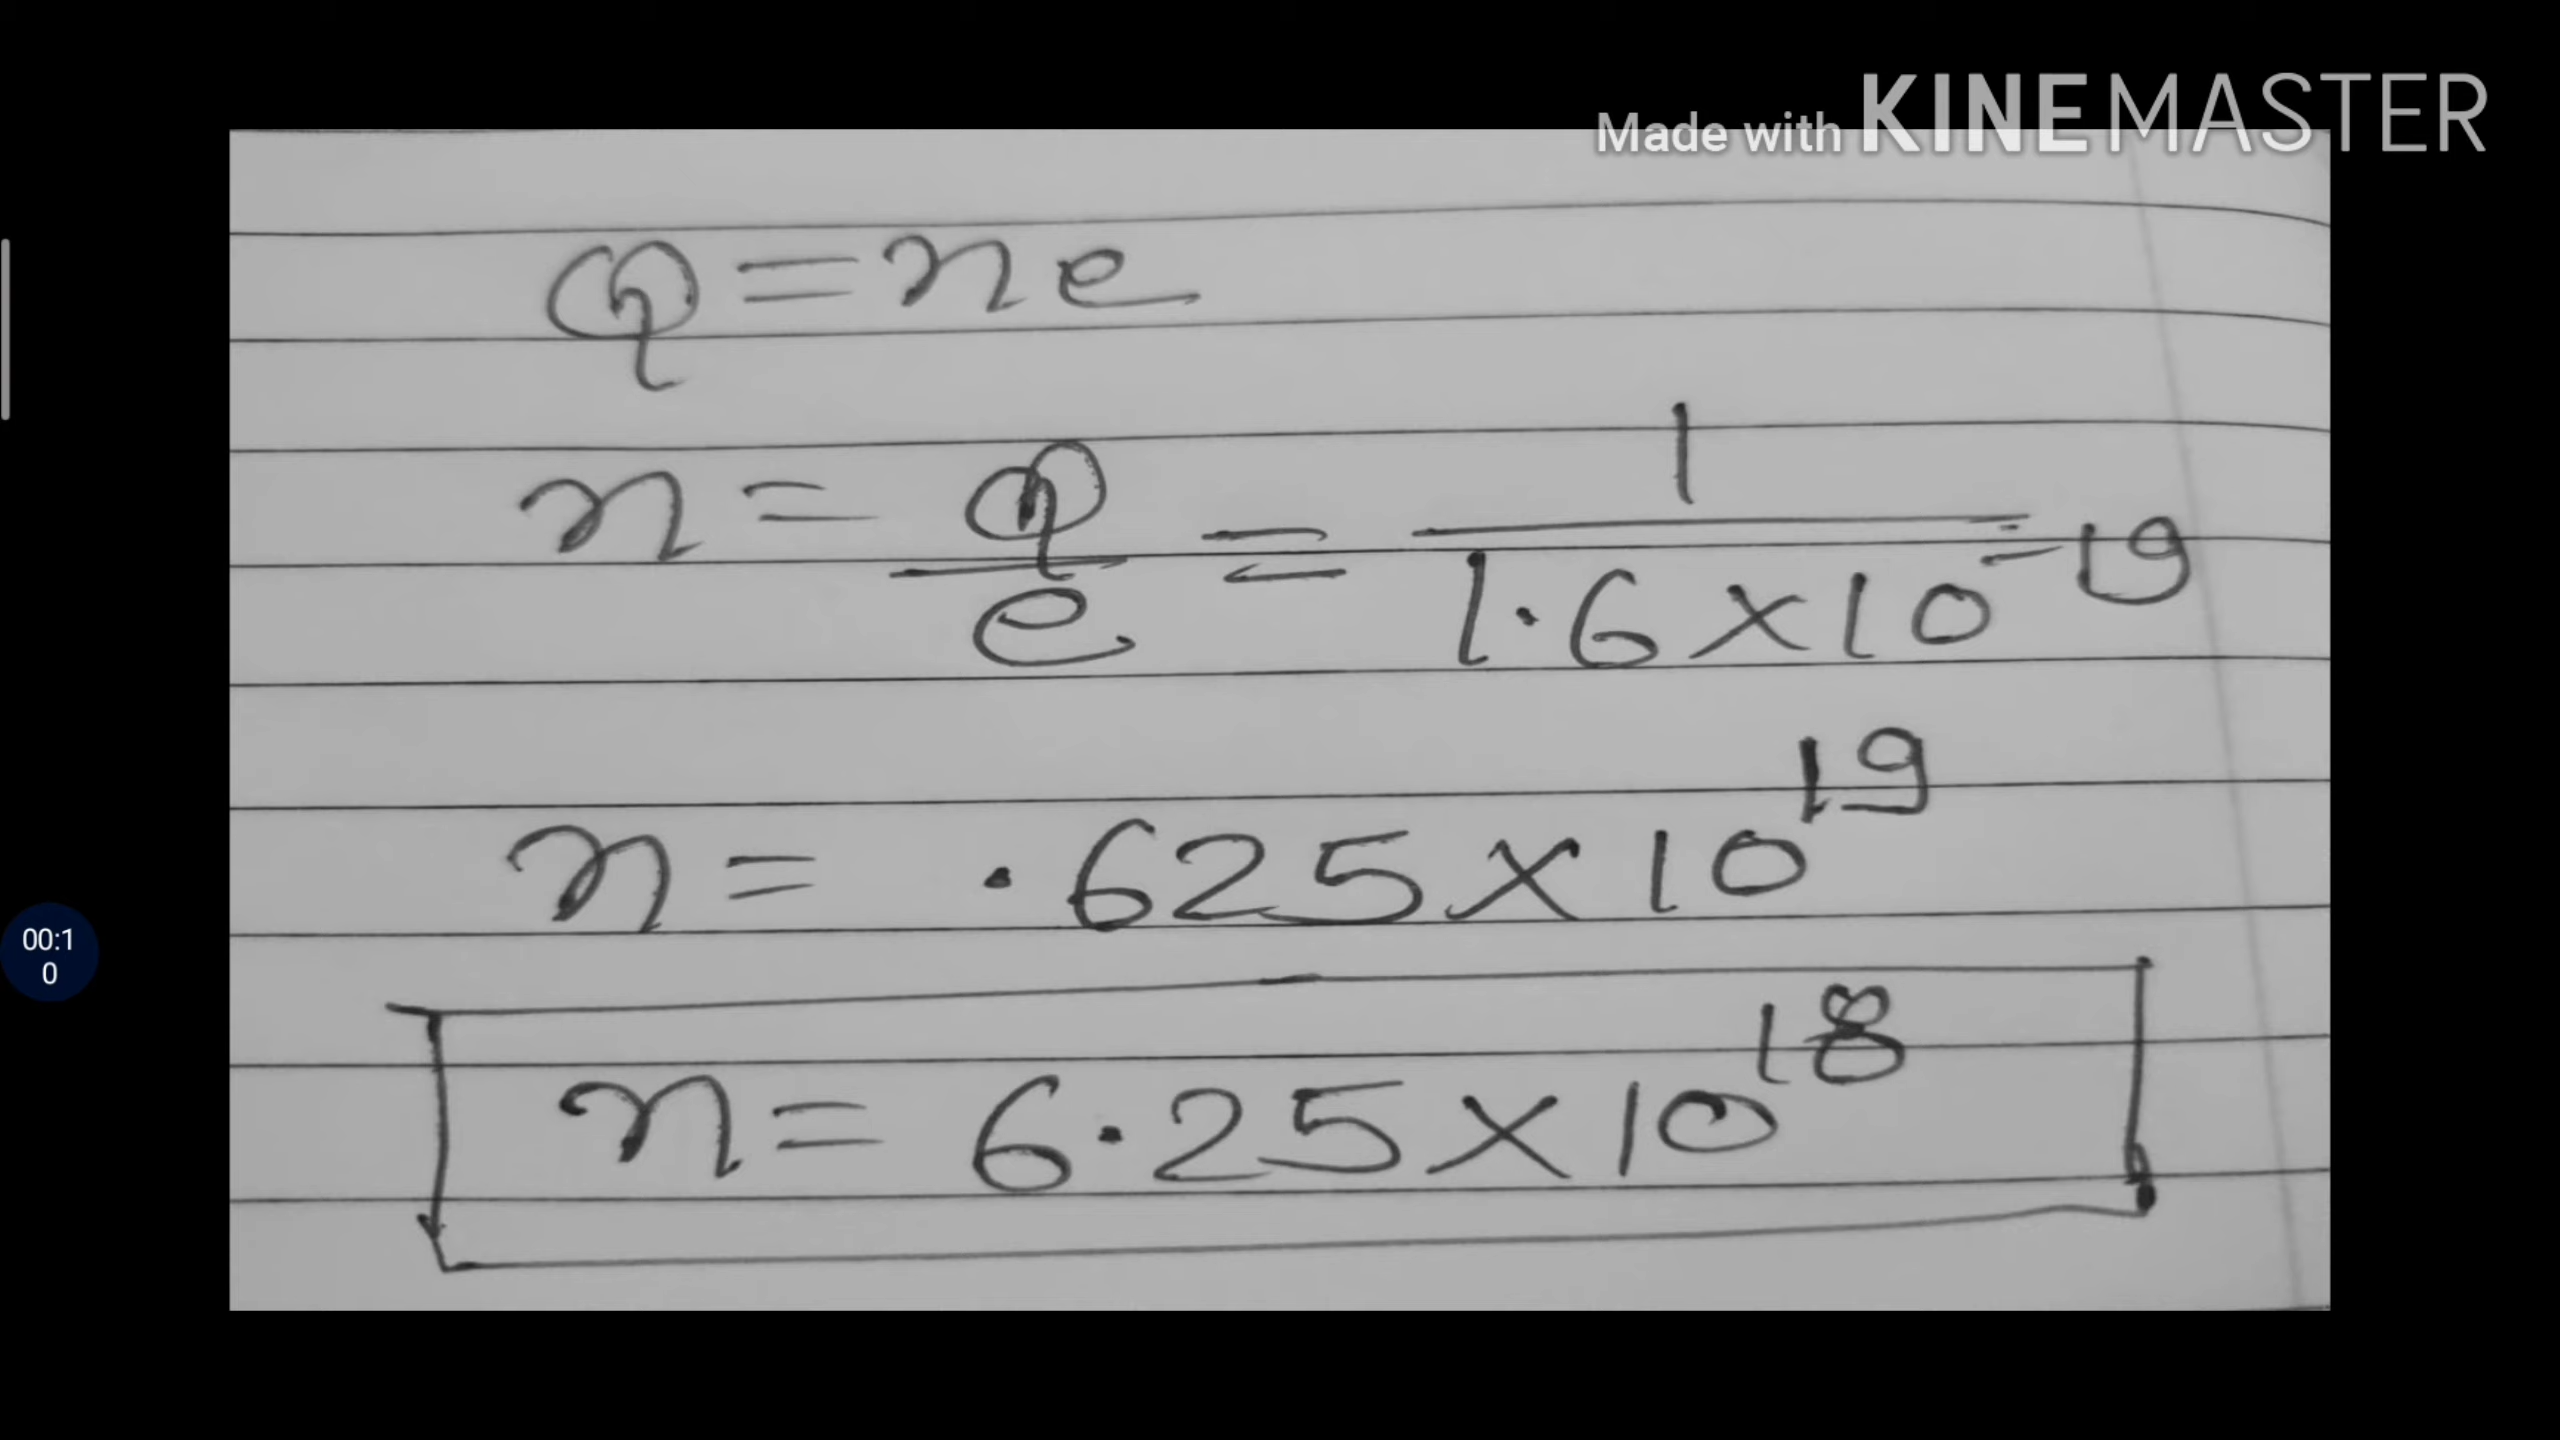 Made with KINEMASTER
q = ne
n = q/e = 1/1.6×10^-19
n = .625×10^19
00:10
n = 6.25×10^18